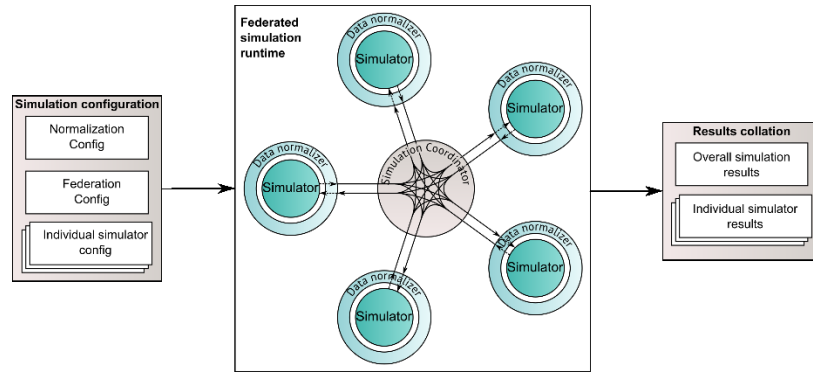 Simulation configuration
Normalization
Config
Federation
Config
Individual simulator
config
Federated
simulation
runtime
Data normalizer
Simulator
Data normalizer
Simulator
Data normalizer
Simulator
Data normalizer
Simulator
Data normalizer
Simulator
Simulation Coordinator
Results collation
Overall simulation
results
Individual simulator
results